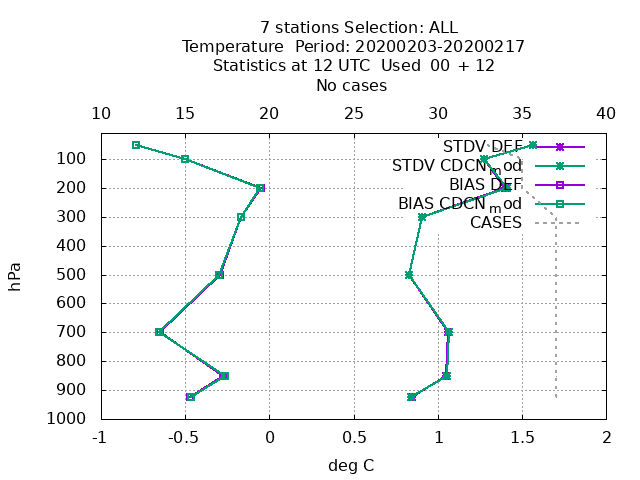 7 stations Selection: ALL
Temperature  Period: 20200203-20200217
Statistics at 12 UTC  Used  00 + 12
No cases
10 15 20 25 30 35 40
STDV DEF
STDV CDCN_mod
BIAS DEF
BIAS CDCN_mod
CASES
100
200
300
400
500
600
700
800
900
1000
hPa
-1 -0.5 0 0.5 1 1.5 2
deg C